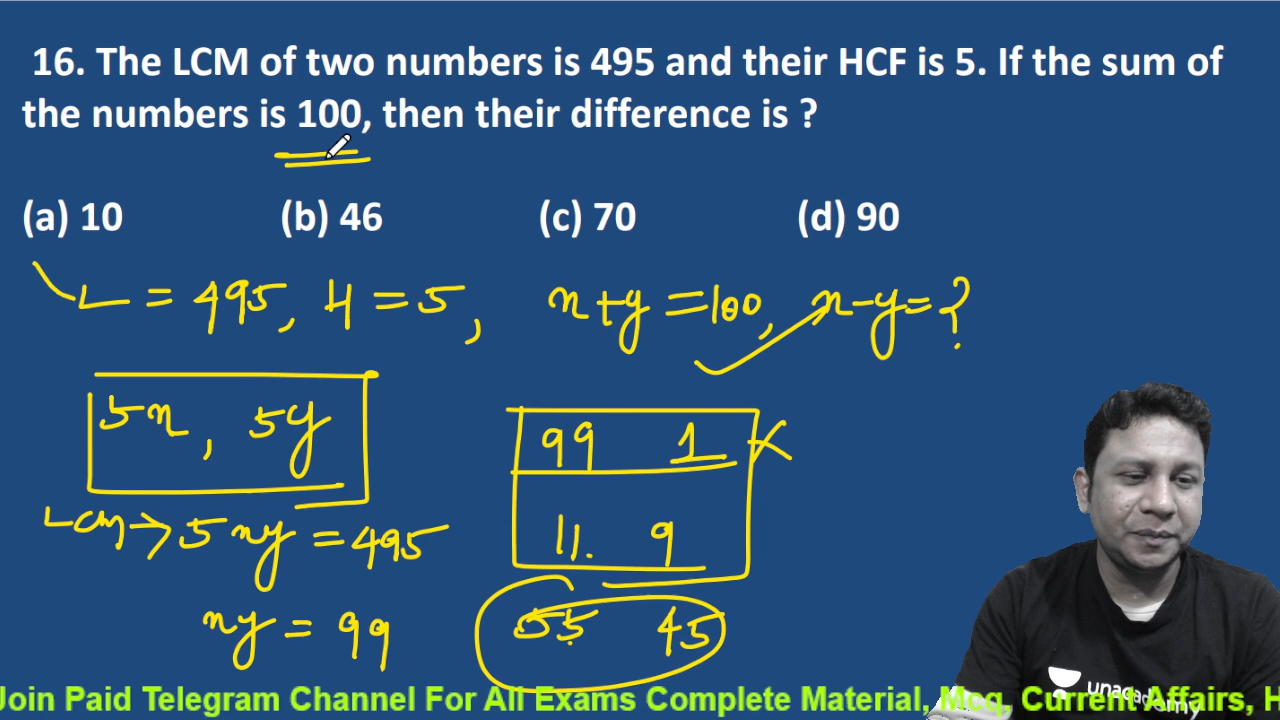 16. The LCM of two numbers is 495 and their HCF is 5. If the sum of
the numbers is 100, then their difference is ?
(a) 10 (b) 46 (c) 70 (d) 90
L = 495, H = 5, x+y = 100, x-y = ?
5x, 5y
99 1 ×
LCM → 5xy = 495
11. 9
xy = 99
55 45
unacademy
Join Paid Telegram Channel For All Exams Complete Material, Mcq, Current Affairs, H